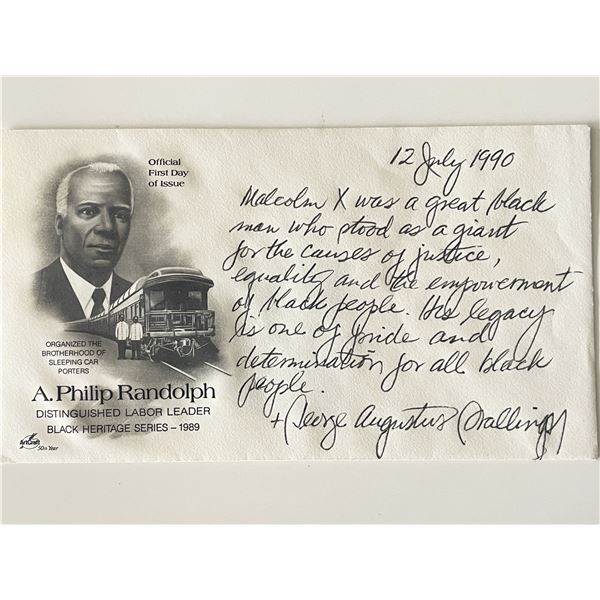 Official
First Day
of Issue
ORGANIZED THE
BROTHERHOOD OF
SLEEPING CAR
PORTERS
A. Philip Randolph
DISTINGUISHED LABOR LEADER
BLACK HERITAGE SERIES – 1989
ArtCraft
50th Year
12 July 1990
Malcolm X was a great black
man who stood as a giant
for the causes of justice,
equality and the empowerment
of black people. His legacy
is one of pride and
determination for all black
people.
+ George Augustus Stallings